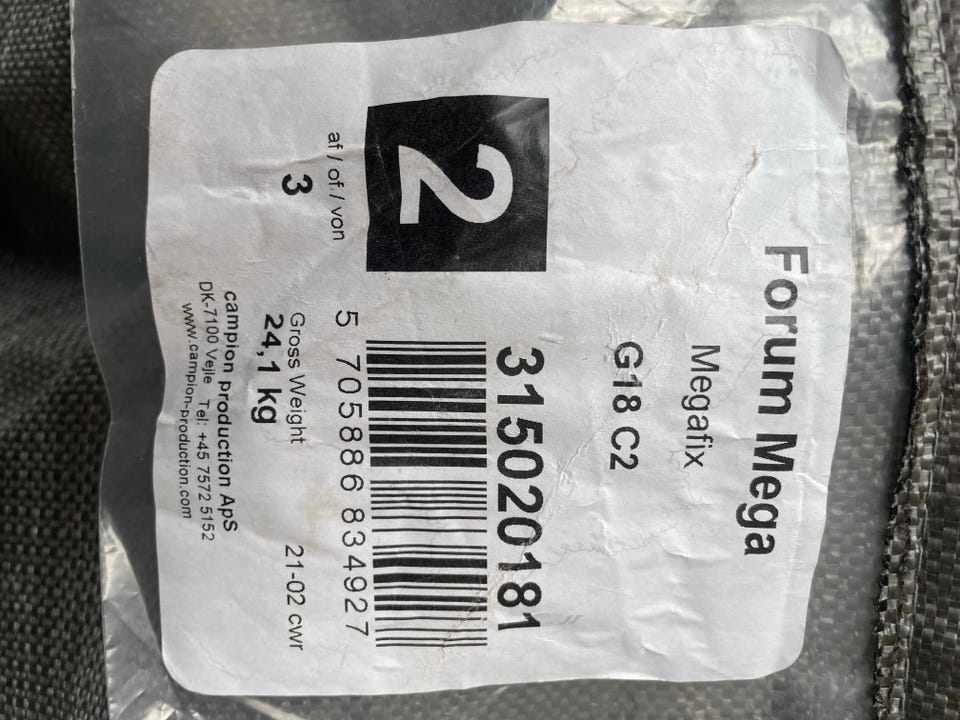 Forum Mega
Megafix
G18 C2
2
af / of / von
3
315020181
5 705886 834927
Gross Weight
24,1 kg
21-02 cwr
campion production ApS
DK-7100 Vejle Tel: +45 7572 5152
www.campion-production.com